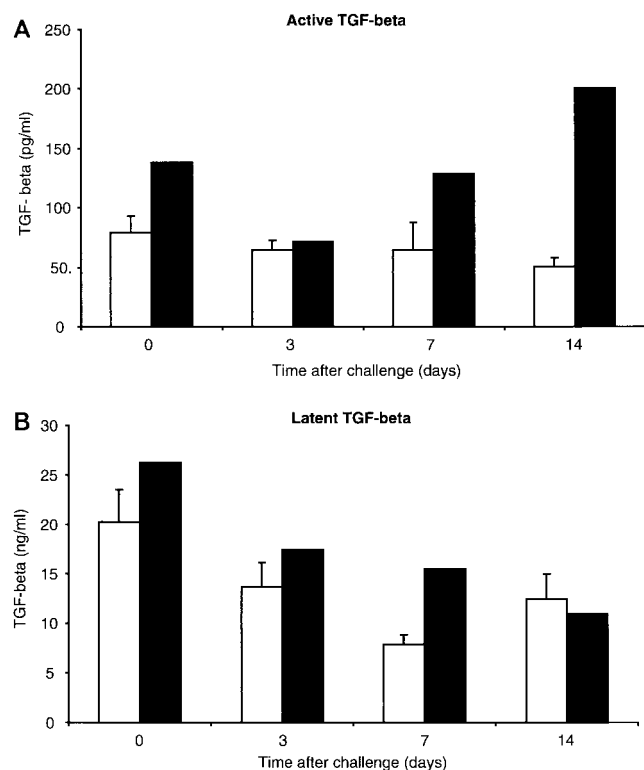 A
Active TGF-beta
250
200
150
100
50.
0
TGF- beta (pg/ml)
0 3 7 14
Time after challenge (days)
B
Latent TGF-beta
30
25
20
15
10
5
0
TGF-beta (ng/ml)
0 3 7 14
Time after challenge (days)